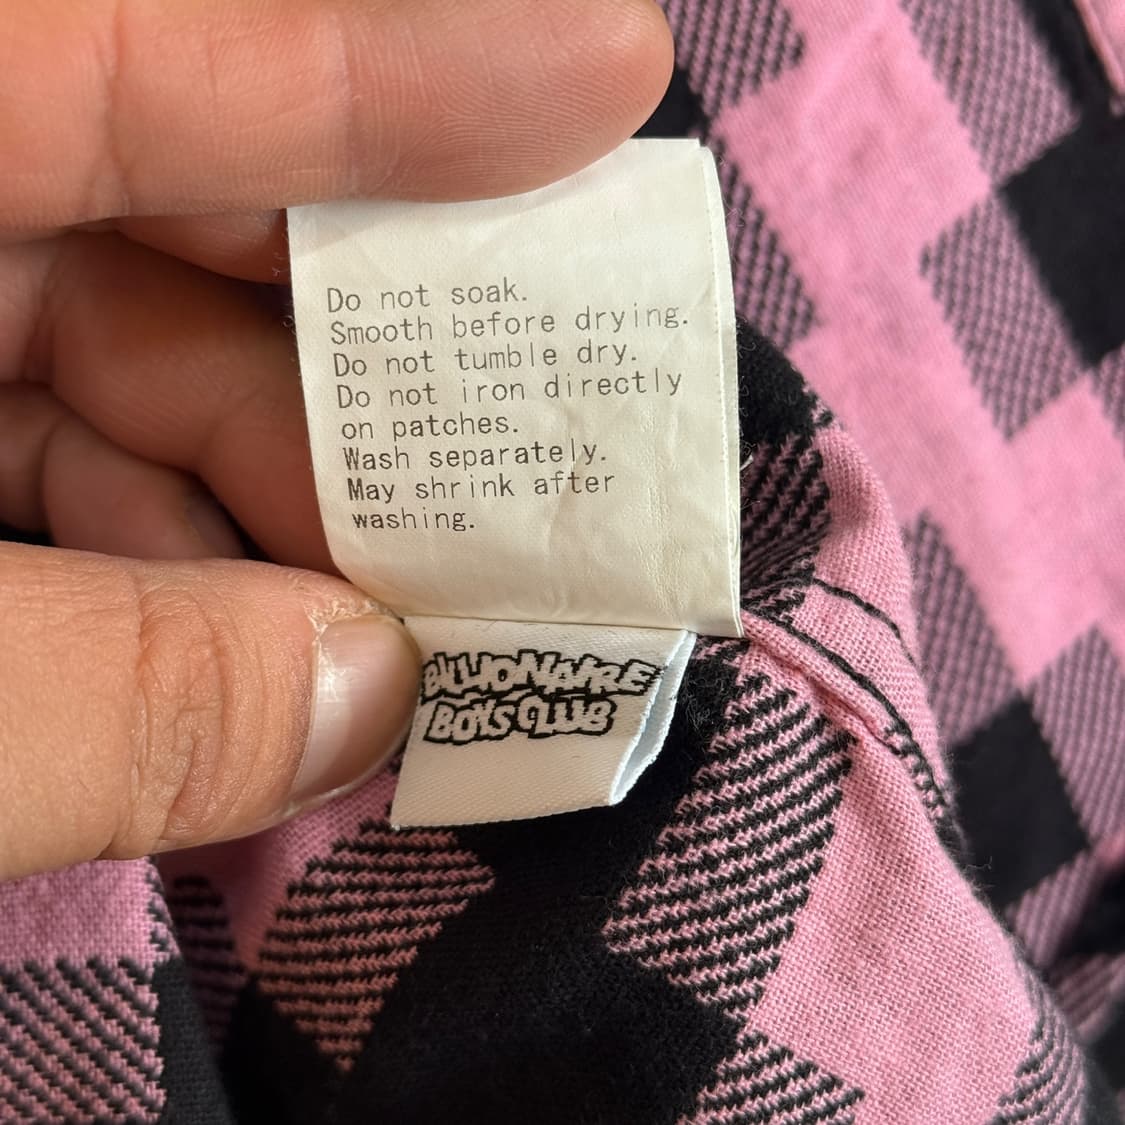 Do not soak.
Smooth before drying.
Do not tumble dry.
Do not iron directly
on patches.
Wash separately.
May shrink after
washing.
BILLIONAIRE
BOYS CLUB